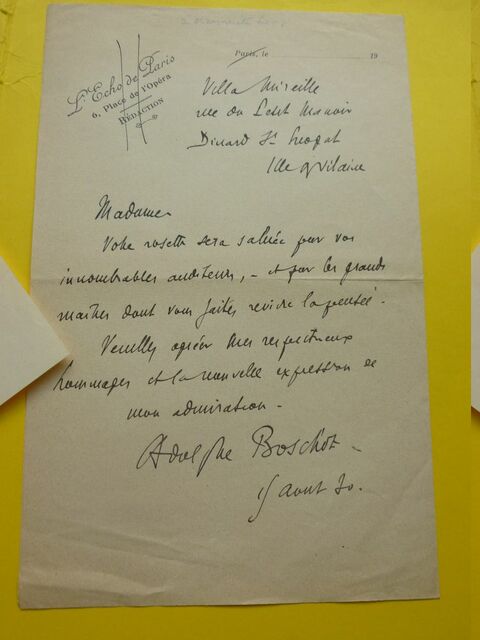 L'Echo de Paris
6, Place de l'Opéra
RÉDACTION
Paris, le 19
Villa Mireille
rue du Petit Manoir
Dinard St Enogat
Ille & Vilaine
Madame
Votre rosette sera saluée par vos
innombrables auditeurs, – et par les grands
maîtres dont vous faites revivre la pensée.
Veuillez agréer mes respectueux
hommages et la nouvelle expression de
mon admiration.
Adolphe Boschot
Aout 30.